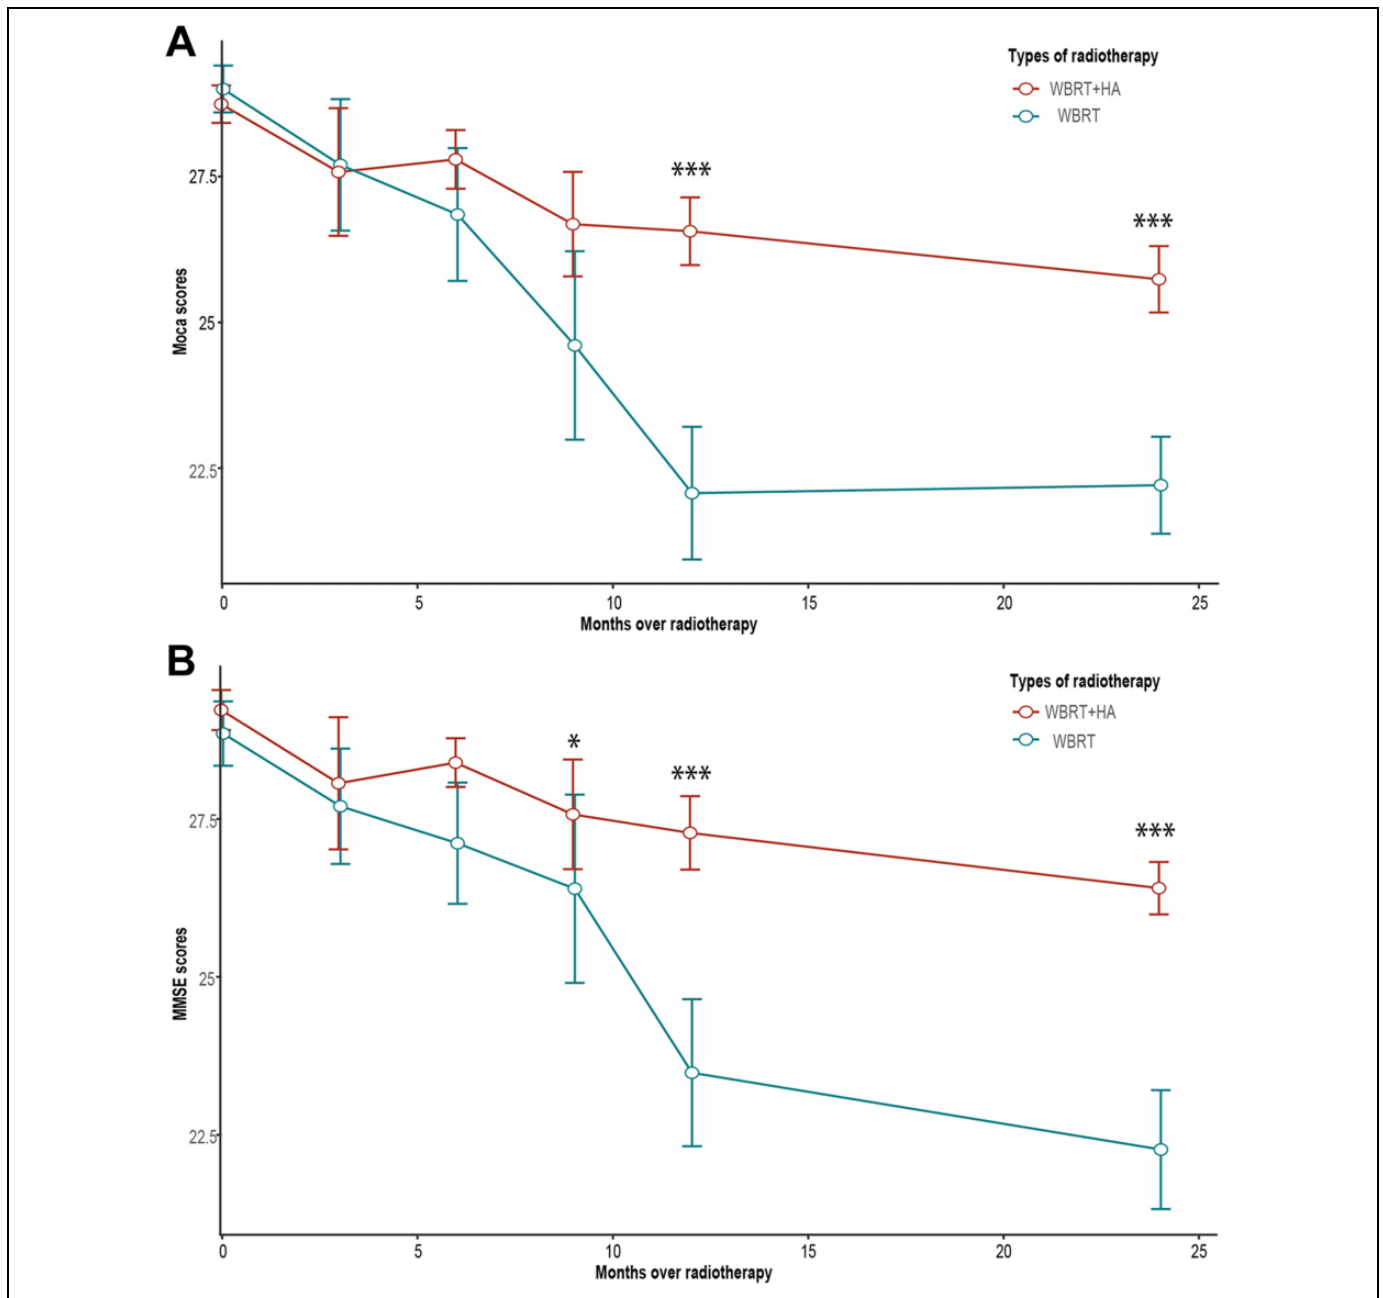 A
Types of radiotherapy
WBRT+HA
WBRT
***
***
27.5
25
22.5
Moca scores
0 5 10 15 20 25
Months over radiotherapy
B
Types of radiotherapy
WBRT+HA
WBRT
*
***
***
27.5
25
22.5
MMSE scores
0 5 10 15 20 25
Months over radiotherapy